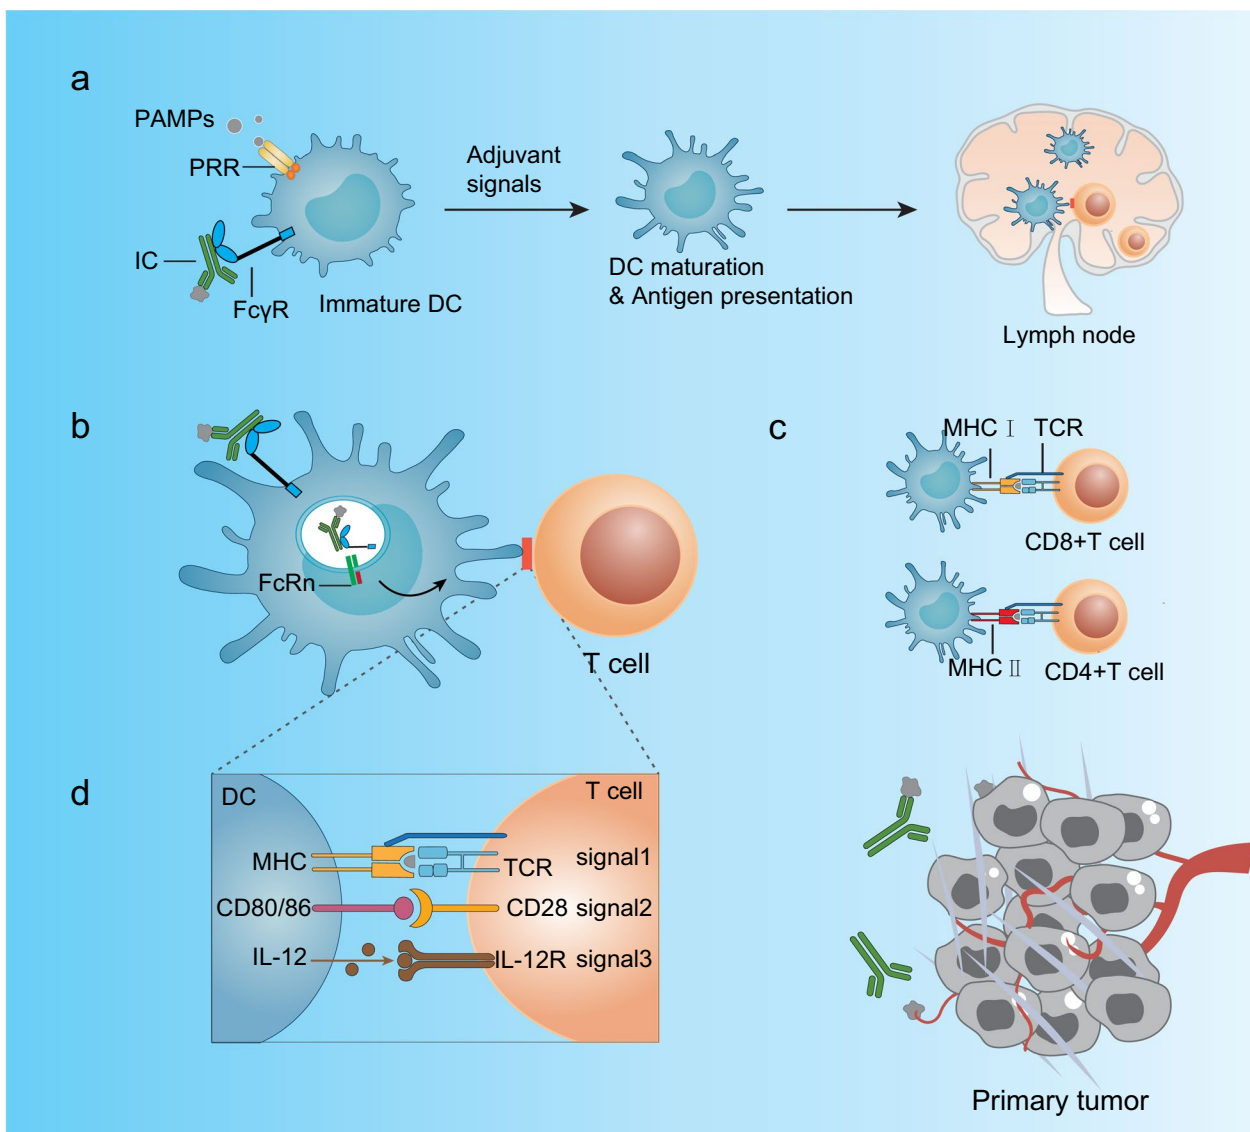 a
PAMPs
PRR
IC
FcγR
Immature DC
Adjuvant
signals
DC maturation
& Antigen presentation
Lymph node
b
FcRn
T cell
c
MHC Ⅰ TCR
CD8+T cell
MHC Ⅱ
CD4+T cell
d
DC
T cell
MHC
TCR
signal1
CD80/86
CD28
signal2
IL-12
IL-12R
signal3
Primary tumor